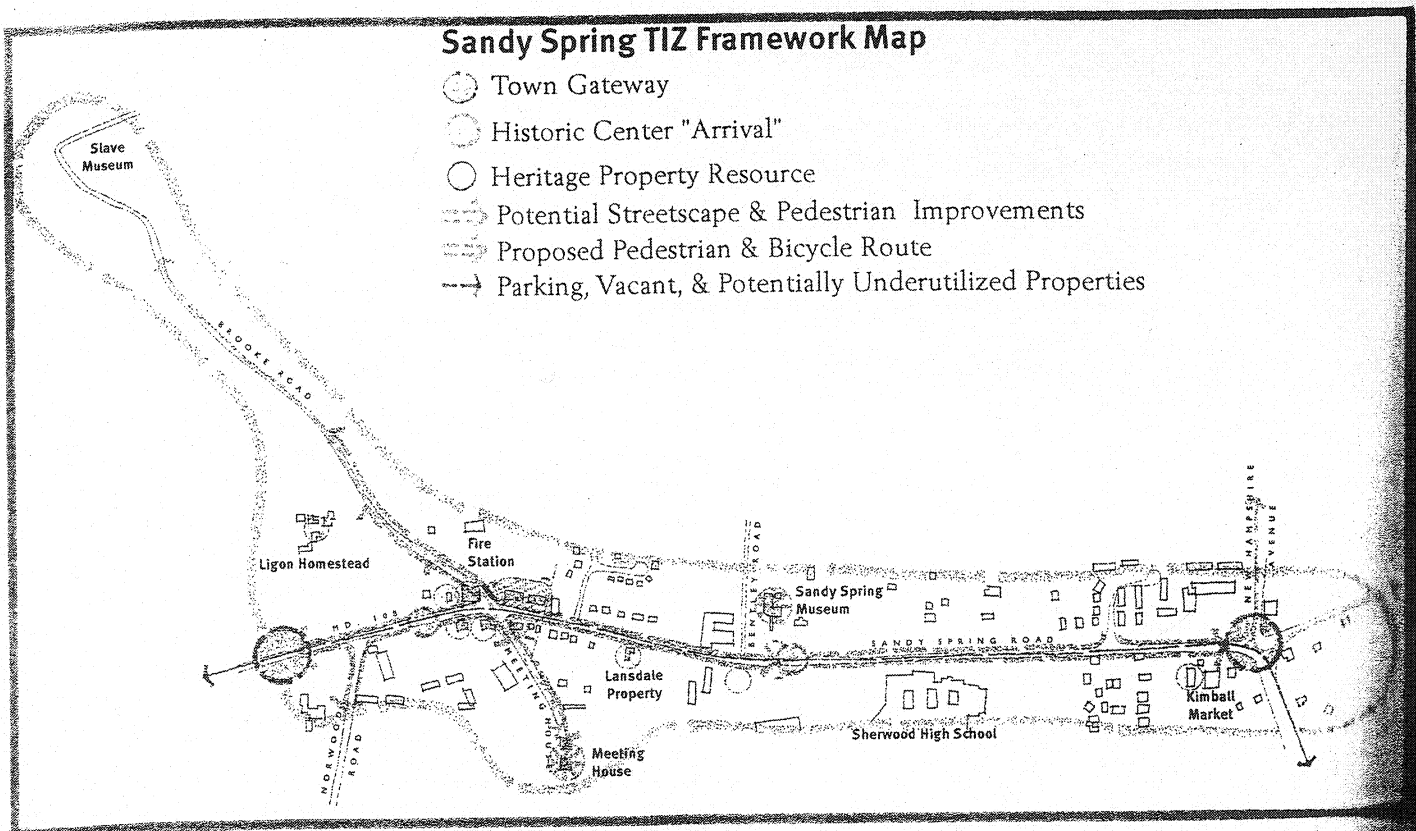 Sandy Spring TIZ Framework Map
Town Gateway
Historic Center "Arrival"
Heritage Property Resource
Potential Streetscape & Pedestrian Improvements
Proposed Pedestrian & Bicycle Route
Parking, Vacant, & Potentially Underutilized Properties
Slave
Museum
BROOKE ROAD
Ligon Homestead
Fire
Station
MD 108
NORWOOD
ROAD
MEETING HOUSE
Meeting
House
Lansdale
Property
BENTLEY ROAD
Sandy Spring
Museum
SANDY SPRING ROAD
Sherwood High School
Kimball
Market
NEW HAMPSHIRE
AVENUE